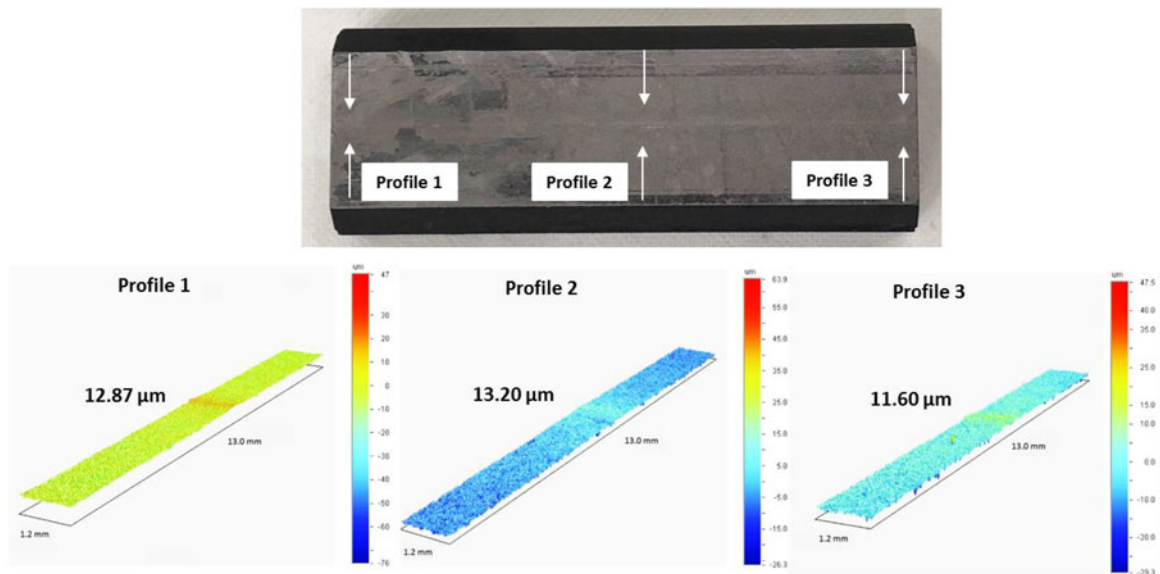 Profile 1
Profile 2
Profile 3
Profile 1
12.87 µm
13.0 mm
1.2 mm
µm
47
30
20
10
0
-10
-20
-30
-40
-50
-60
-76
Profile 2
13.20 µm
13.0 mm
1.2 mm
um
63.9
55.0
45.0
35.0
25.0
15.0
5.0
-5.0
-15.0
-26.3
Profile 3
11.60 µm
13.0 mm
1.2 mm
um
47.5
35.0
25.0
15.0
10.0
0.0
-10.0
-20.0
-29.3